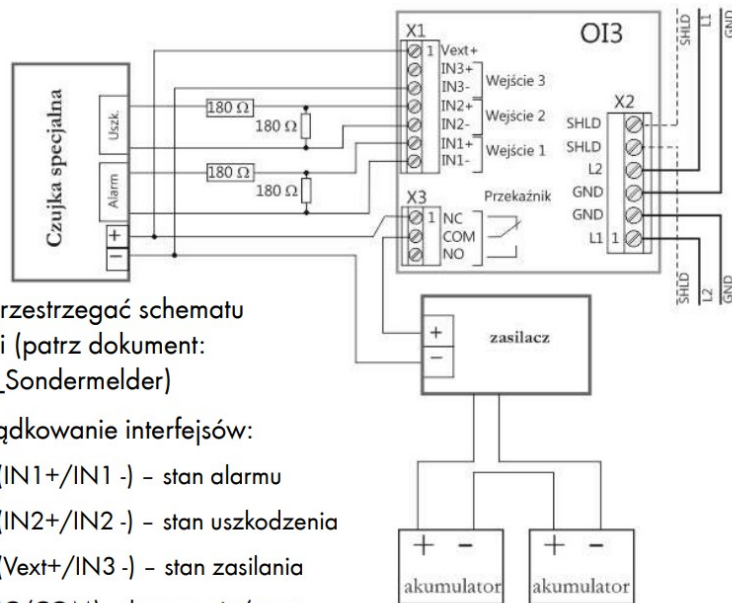 OI3
SHLD
L1
GND
X1
1 Vext+
IN3+
IN3-
Wejście 3
IN2+
IN2-
Wejście 2
IN1+
IN1-
Wejście 1
X2
SHLD
SHLD
L2
GND
GND
L1 1
X3
1 NC
COM
NO
Przekaźnik
SHLD
L2
GND
Czujka specjalna
Uszk.
Alarm
+
−
180 Ω
180 Ω
180 Ω
180 Ω
rzestrzegać schematu
i (patrz dokument:
_Sondermelder)
ądkowanie interfejsów:
(IN1+/IN1 -) – stan alarmu
(IN2+/IN2 -) – stan uszkodzenia
(Vext+/IN3 -) – stan zasilania
+
−
zasilacz
+ −
akumulator
+ −
akumulator